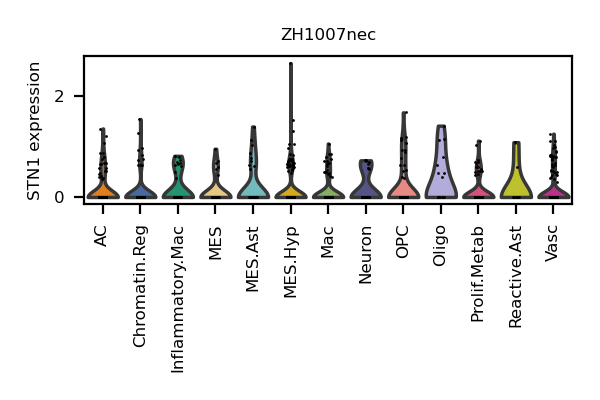 ZH1007nec
STN1 expression
2
0
AC
Chromatin.Reg
Inflammatory.Mac
MES
MES.Ast
MES.Hyp
Mac
Neuron
OPC
Oligo
Prolif.Metab
Reactive.Ast
Vasc